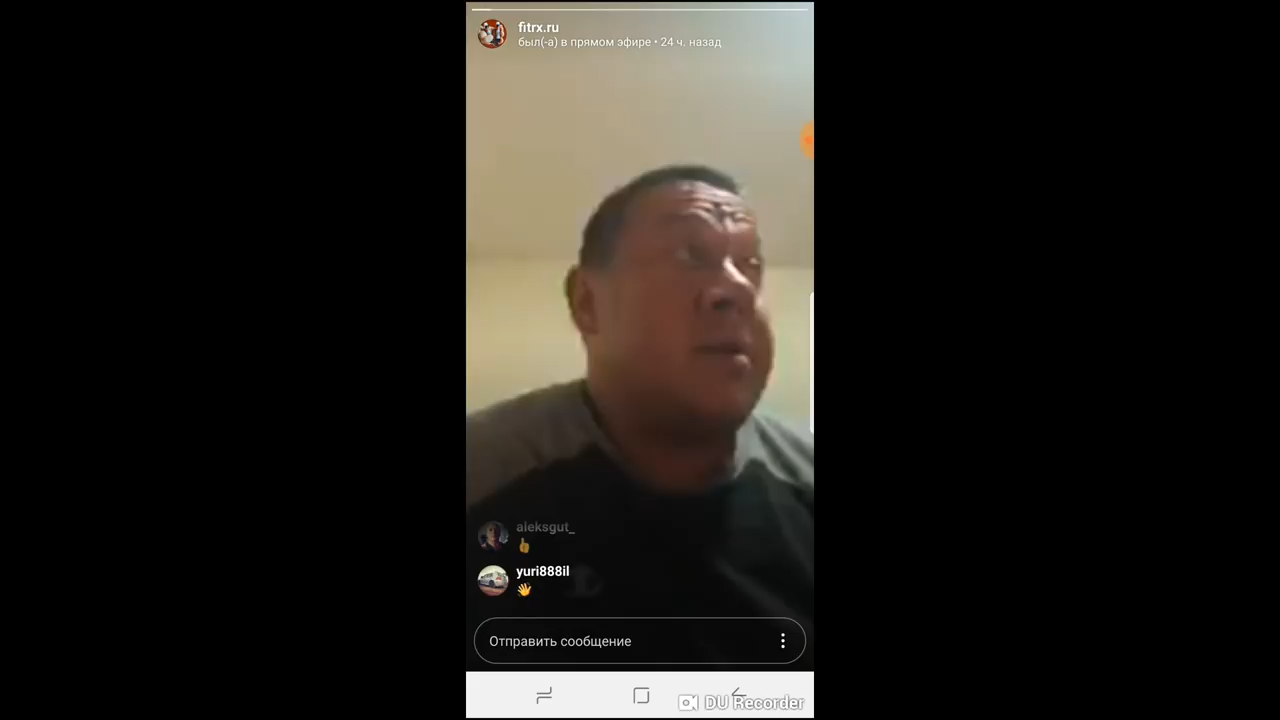 fitrx.ru
был(-а) в прямом эфире • 24 ч. назад
aleksgut_
👍
yuri888il
👋
Отправить сообщение
DU Recorder